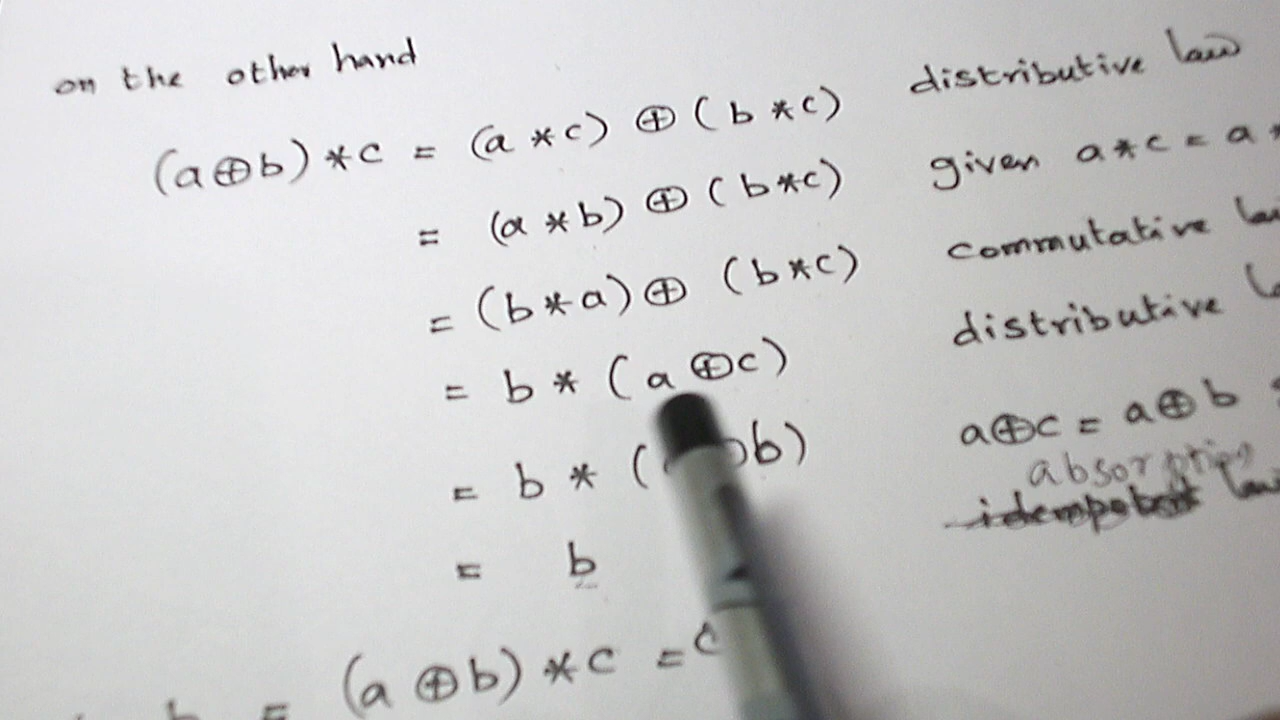 on the other hand
(a⊕b) * c = (a * c) ⊕ (b * c) distributive law
= (a * b) ⊕ (b * c) given a * c = a *
= (b * a) ⊕ (b * c) commutative
= b * (a ⊕ c) distributive
= b * ( b) a⊕c = a⊕b
absorption
= b idempotent law
b = (a ⊕ b) * c = c